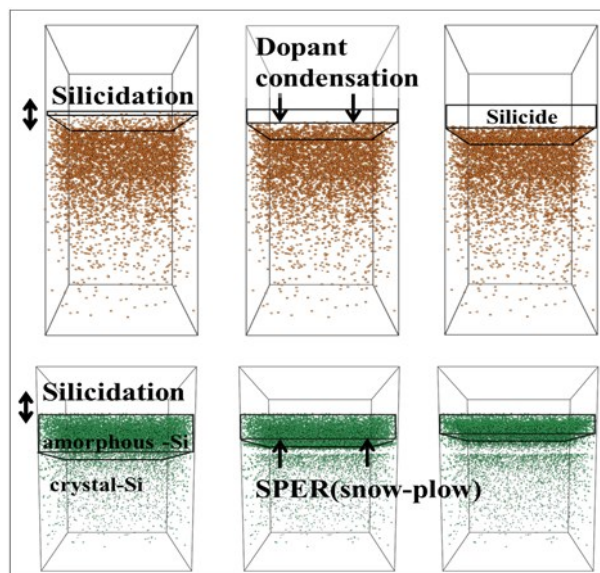 Silicidation
Dopant
condensation
Silicide
Silicidation
amorphous -Si
crystal-Si
SPER(snow-plow)